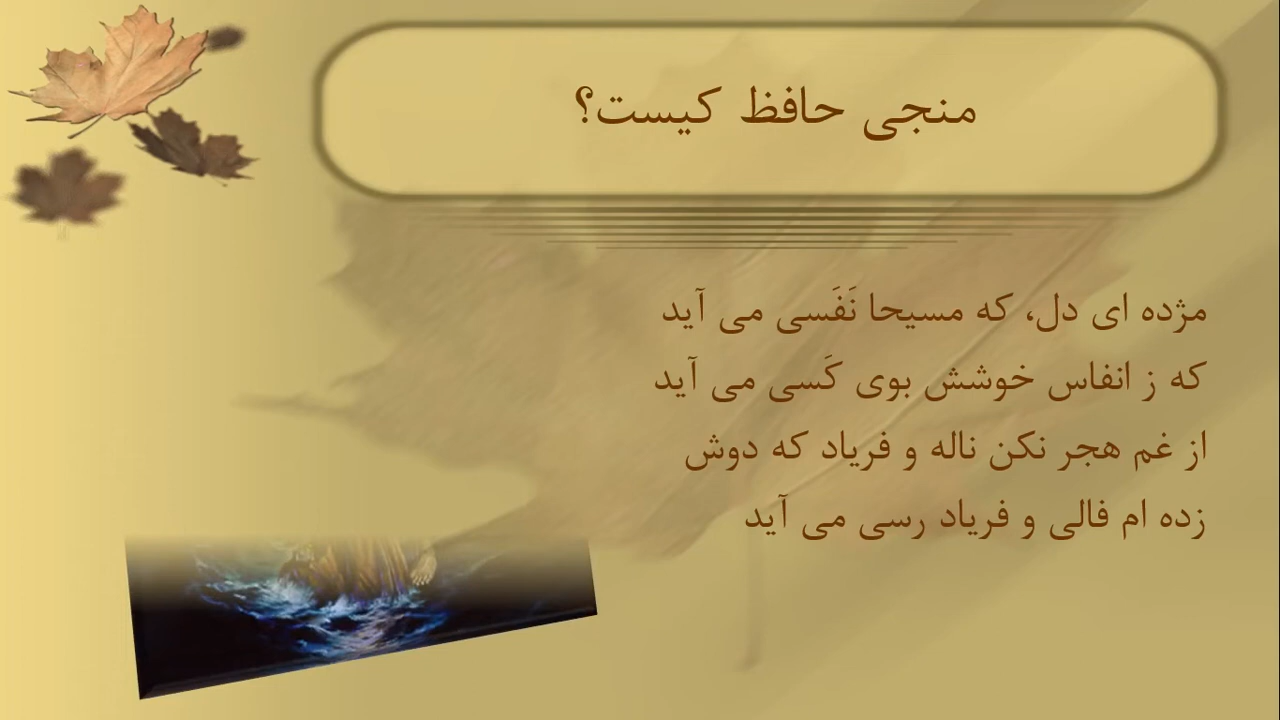 منجی حافظ کیست؟
مژده ای دل، که مسیحا نَفَسی می آید
که ز انفاس خوشش بوی کَسی می آید
از غم هجر نکن ناله و فریاد که دوش
زده ام فالی و فریاد رسی می آید